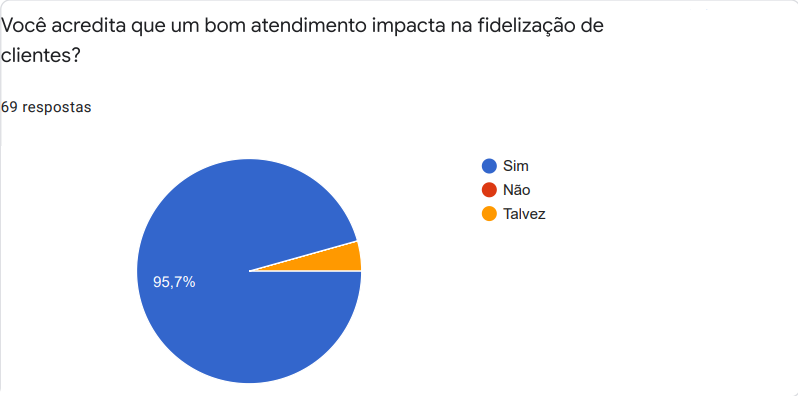 Você acredita que um bom atendimento impacta na fidelização de
clientes?
69 respostas
Sim
Não
Talvez
95,7%